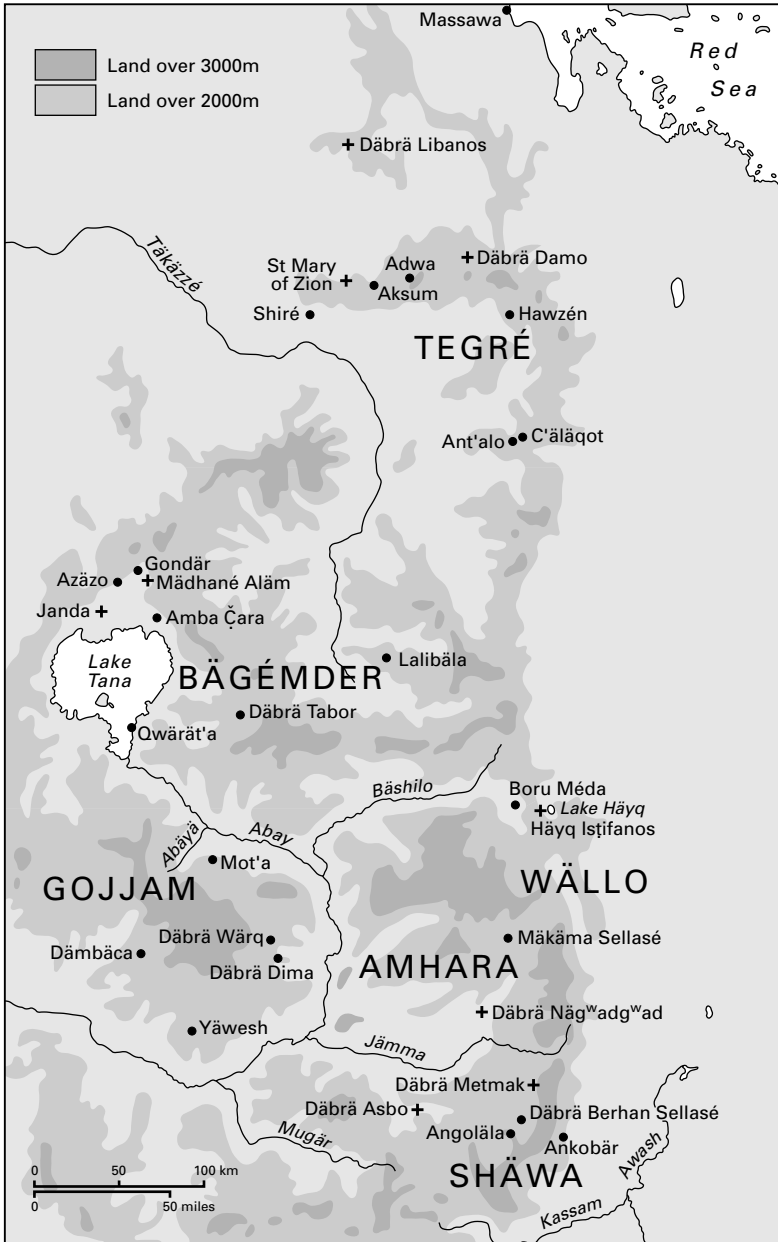 Massawa
Red
Sea
Land over 3000m
Land over 2000m
Däbrä Libanos
Täkäzzé
St Mary
of Zion
Adwa
Aksum
Däbrä Damo
Shiré
Hawzén
TEGRÉ
Ant'alo
C'äläqot
Gondär
Azäzo
Mädhané Aläm
Janda
Amba Č̣ara
Lake
Tana
BÄGÉMDER
Lalibäla
Däbrä Tabor
Qwärät'a
Bäshilo
Boru Méda
Lake Häyq
Häyq Isṭifanos
Abäyä
Abay
Mot'a
GOJJAM
WÄLLO
Däbrä Wärq
Dämbäca
Däbrä Dima
Mäkäma Sellasé
AMHARA
Däbrä Nägʷadgʷad
Yäwesh
Jämma
Däbrä Metmak
Däbrä Asbo
Däbrä Berhan Sellasé
Mugär
Angoläla
Ankobär
Awash
SHÄWA
Kassam
0 50 100 km
0 50 miles